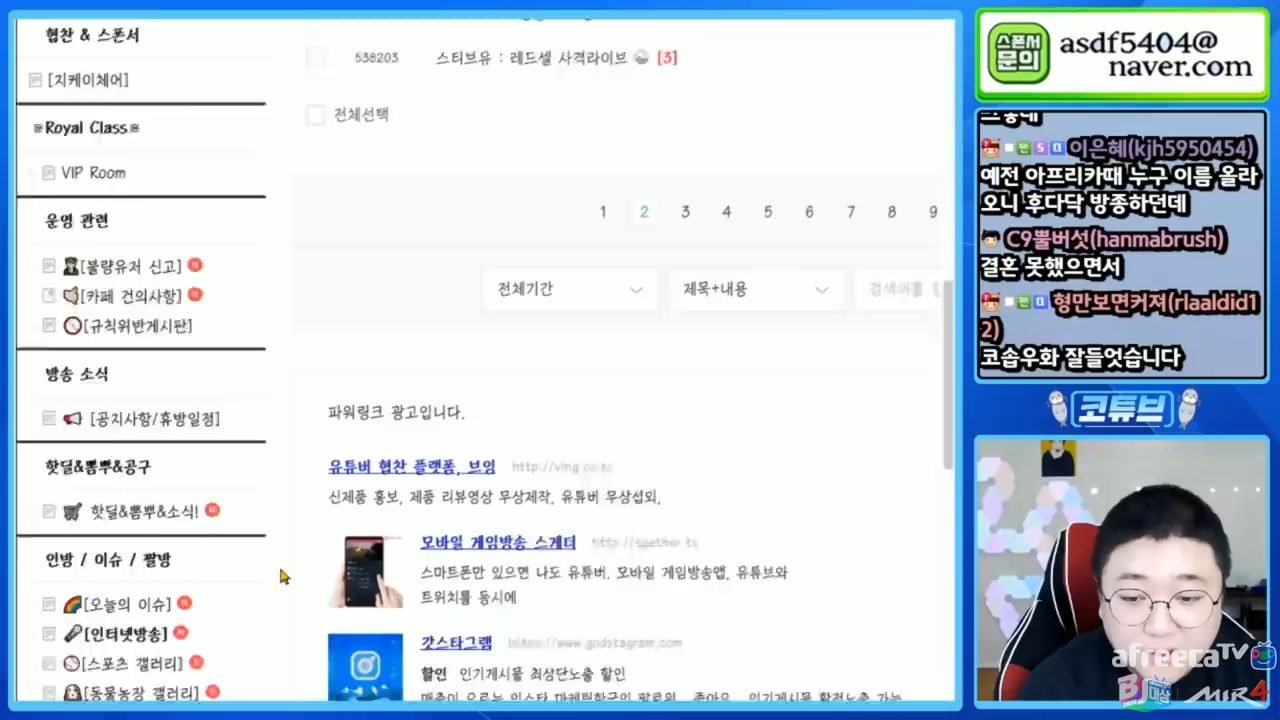 협찬 & 스폰서
[지케이체어]
Royal Class
VIP Room
운영 관련
[불량유저 신고]
[카페 건의사항]
[규칙위반게시판]
방송 소식
[공지사항/휴방일정]
핫딜&뽐뿌&공구
핫딜&뽐뿌&소식!
인방 / 이슈 / 짤방
[오늘의 이슈]
[인터넷방송]
[스포츠 갤러리]
[동물농장 갤러리]
538203 스티브유 : 레드셀 사격라이브 [3]
전체선택
1 2 3 4 5 6 7 8 9
전체기간 제목+내용 검색어를
파워링크 광고입니다.
유튜버 협찬 플랫폼, 브잉
신제품 홍보, 제품 리뷰영상 무상제작, 유튜버 무상섭외,
모바일 게임방송 스게더
스마트폰만 있으면 나도 유튜버, 모바일 게임방송앱, 유튜브와
트위치를 동시에
갓스타그램 https://www.godstagram.com
할인 인기게시물 최상단노출 할인
스폰서
문의
asdf5404@
naver.com
이은혜(kjh5950454)
예전 아프리카때 누구 이름 올라
오니 후다닥 방종하던데
C9뿔버섯(hanmabrush)
결혼 못했으면서
형만보면커져(rlaaldid1
2)
코솝우화 잘들엇습니다
코튜브
afreecaTV
BJ대상 MIR4